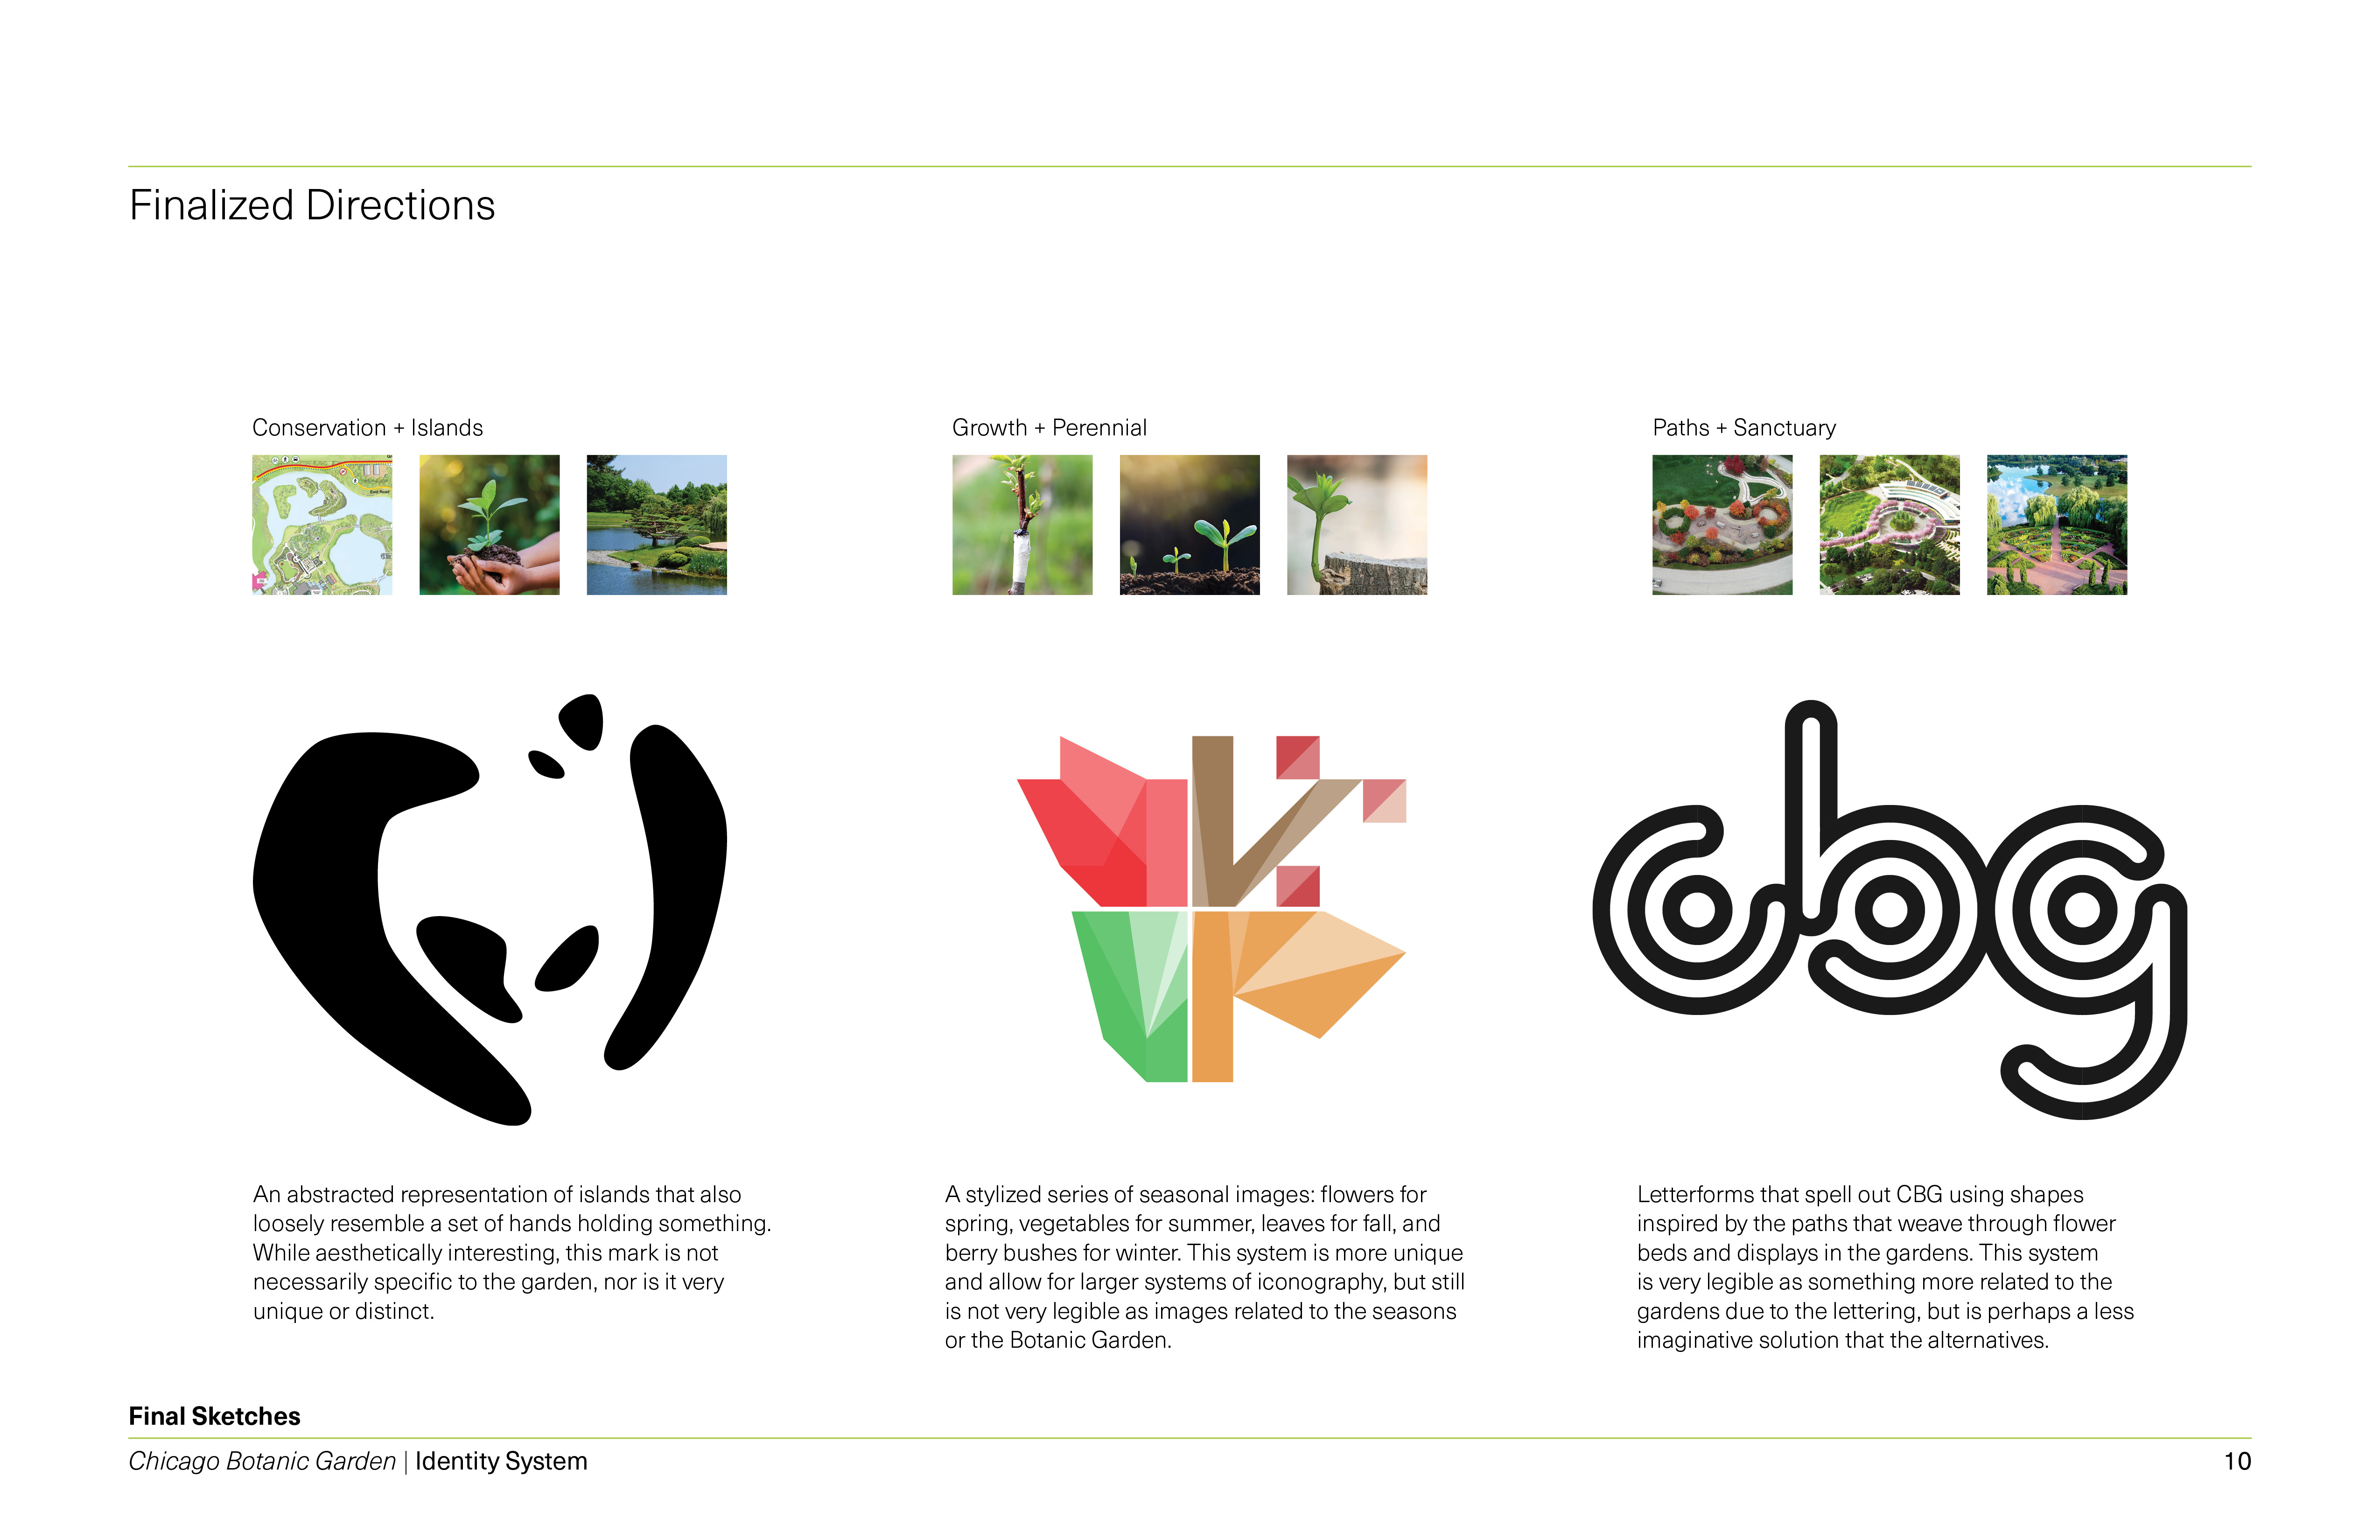 Finalized Directions
Conservation + Islands
East Road
An abstracted representation of islands that also
loosely resemble a set of hands holding something.
While aesthetically interesting, this mark is not
necessarily specific to the garden, nor is it very
unique or distinct.
Growth + Perennial
A stylized series of seasonal images: flowers for
spring, vegetables for summer, leaves for fall, and
berry bushes for winter. This system is more unique
and allow for larger systems of iconography, but still
is not very legible as images related to the seasons
or the Botanic Garden.
Paths + Sanctuary
cbg
Letterforms that spell out CBG using shapes
inspired by the paths that weave through flower
beds and displays in the gardens. This system
is very legible as something more related to the
gardens due to the lettering, but is perhaps a less
imaginative solution that the alternatives.
Final Sketches
Chicago Botanic Garden | Identity System
10